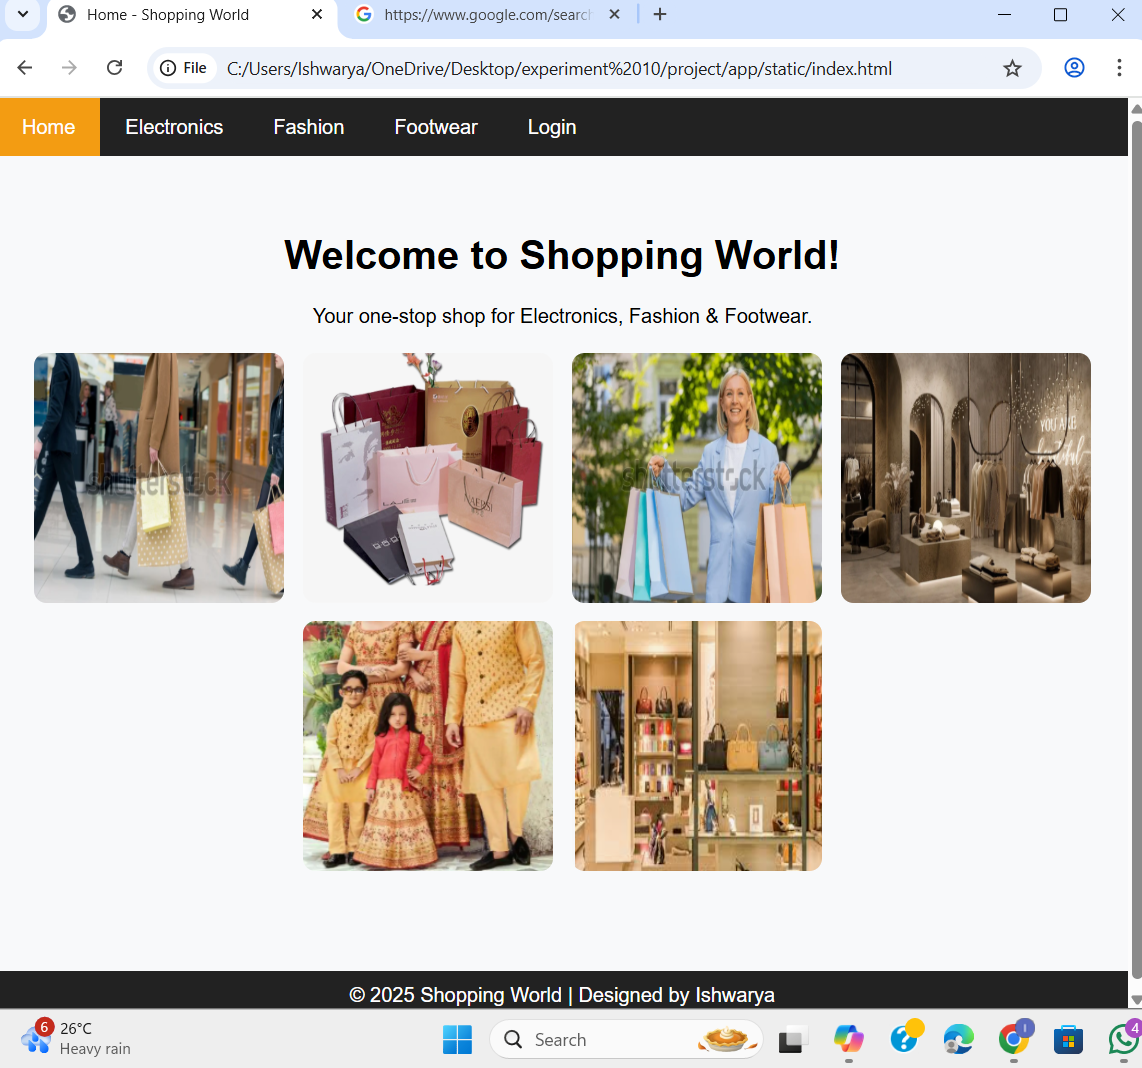 Home - Shopping World
https://www.google.com/search
File
C:/Users/Ishwarya/OneDrive/Desktop/experiment%2010/project/app/static/index.html
Home Electronics Fashion Footwear Login
Welcome to Shopping World!
Your one-stop shop for Electronics, Fashion & Footwear.
shutterstock
shutterstock
YOU ARE
© 2025 Shopping World | Designed by Ishwarya
6
26°C
Heavy rain
Search
I
4